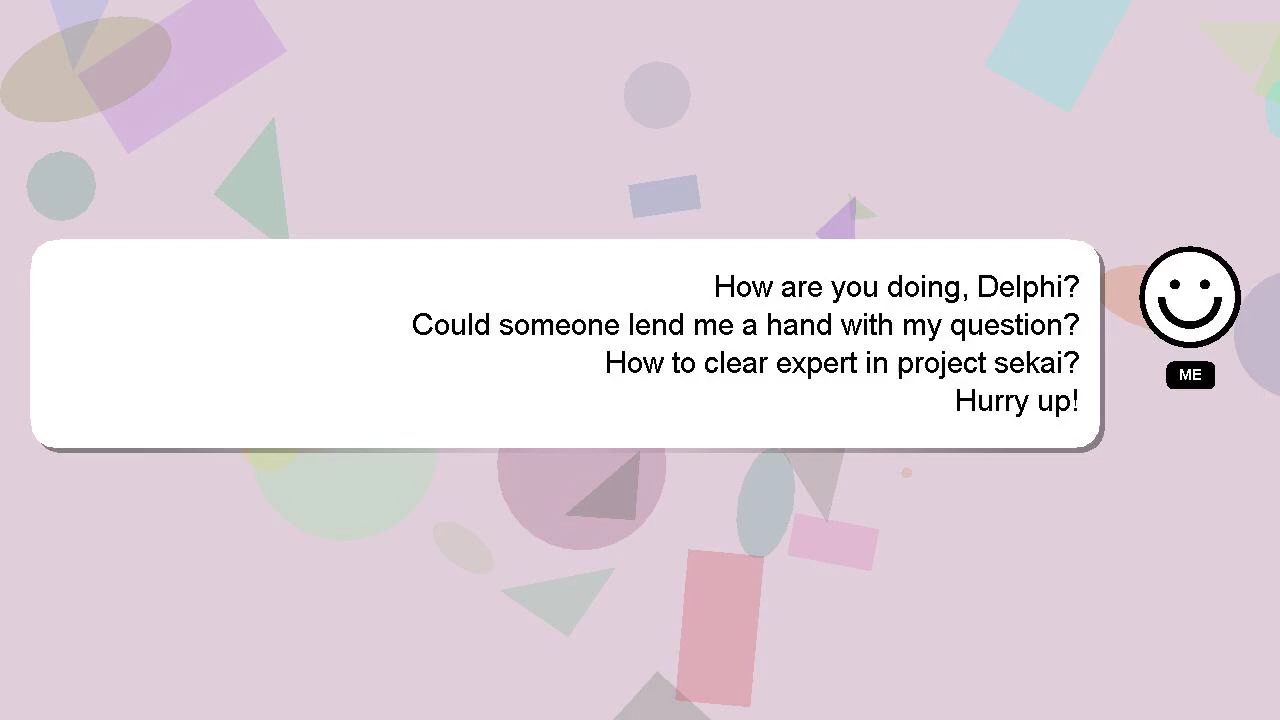 How are you doing, Delphi?
Could someone lend me a hand with my question?
How to clear expert in project sekai?
Hurry up!
ME